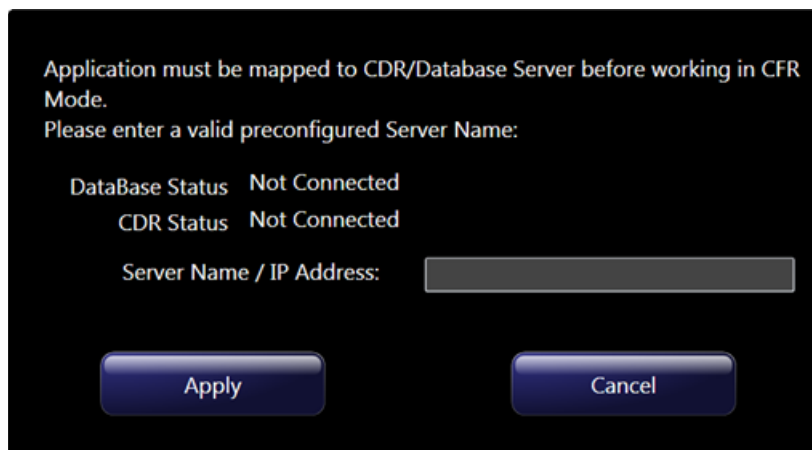 Application must be mapped to CDR/Database Server before working in CFR
Mode.
Please enter a valid preconfigured Server Name:
DataBase Status Not Connected
CDR Status Not Connected
Server Name / IP Address:
Apply Cancel